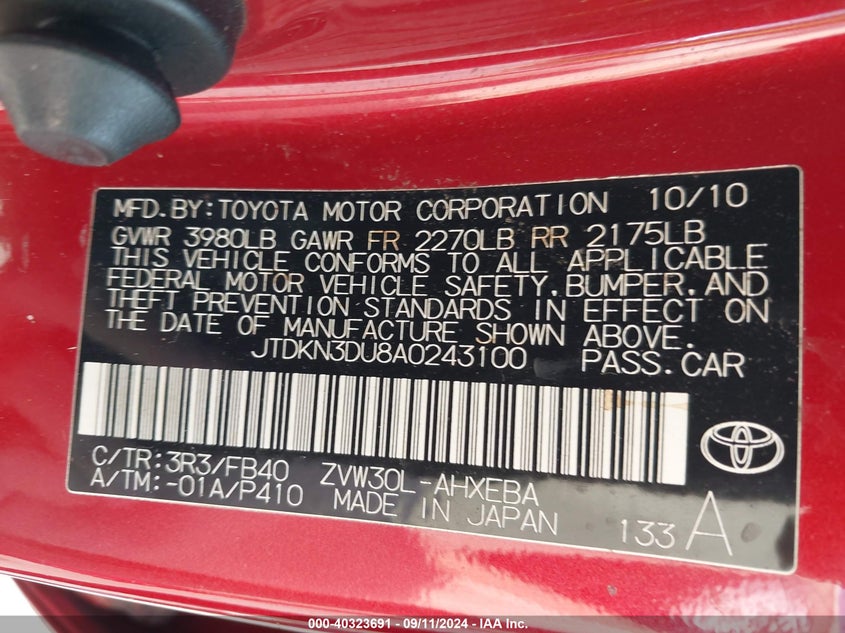 MFD.BY:TOYOTA MOTOR CORPORATION 10/10
GVWR 3980LB GAWR FR 2270LB RR 2175LB
THIS VEHICLE CONFORMS TO ALL APPLICABLE
FEDERAL MOTOR VEHICLE SAFETY,BUMPER,AND
THEFT PREVENTION STANDARDS IN EFFECT ON
THE DATE OF MANUFACTURE SHOWN ABOVE.
JTDKN3DU8A0243100 PASS.CAR
C/TR:3R3/FB40 ZVW30L-AHXEBA
A/TM:-01A/P410 MADE IN JAPAN 133 A
000-40323691 - 09/11/2024 - IAA Inc.